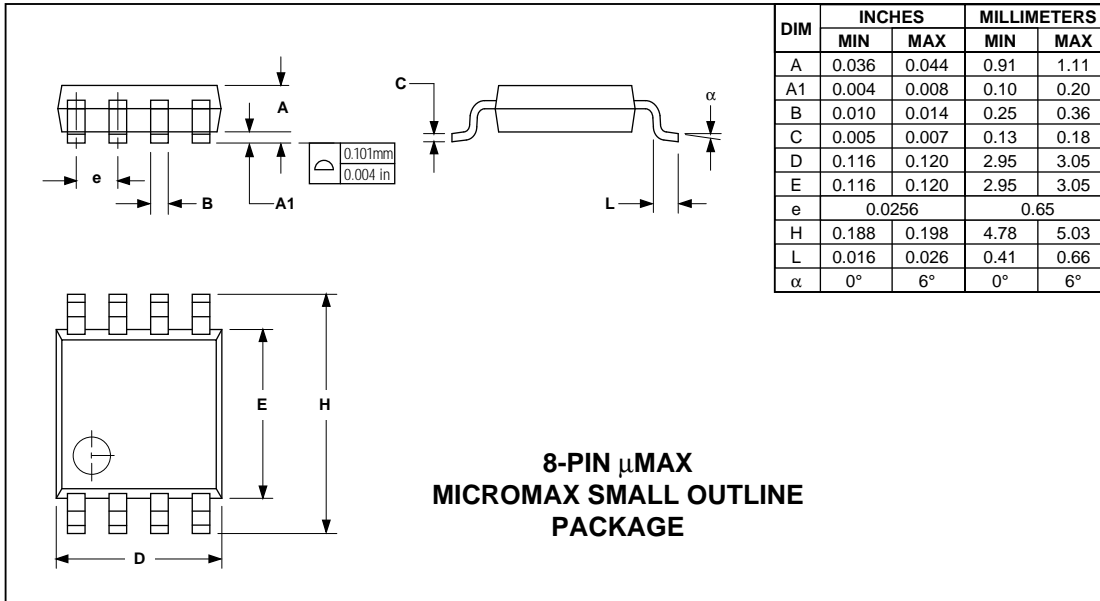 A
C
α
0.101mm
0.004 in
e
B
A1
L
DIM INCHES MILLIMETERS
MIN MAX MIN MAX
A 0.036 0.044 0.91 1.11
A1 0.004 0.008 0.10 0.20
B 0.010 0.014 0.25 0.36
C 0.005 0.007 0.13 0.18
D 0.116 0.120 2.95 3.05
E 0.116 0.120 2.95 3.05
e 0.0256 0.65
H 0.188 0.198 4.78 5.03
L 0.016 0.026 0.41 0.66
α 0° 6° 0° 6°
E
H
D
8-PIN μMAX
MICROMAX SMALL OUTLINE
PACKAGE